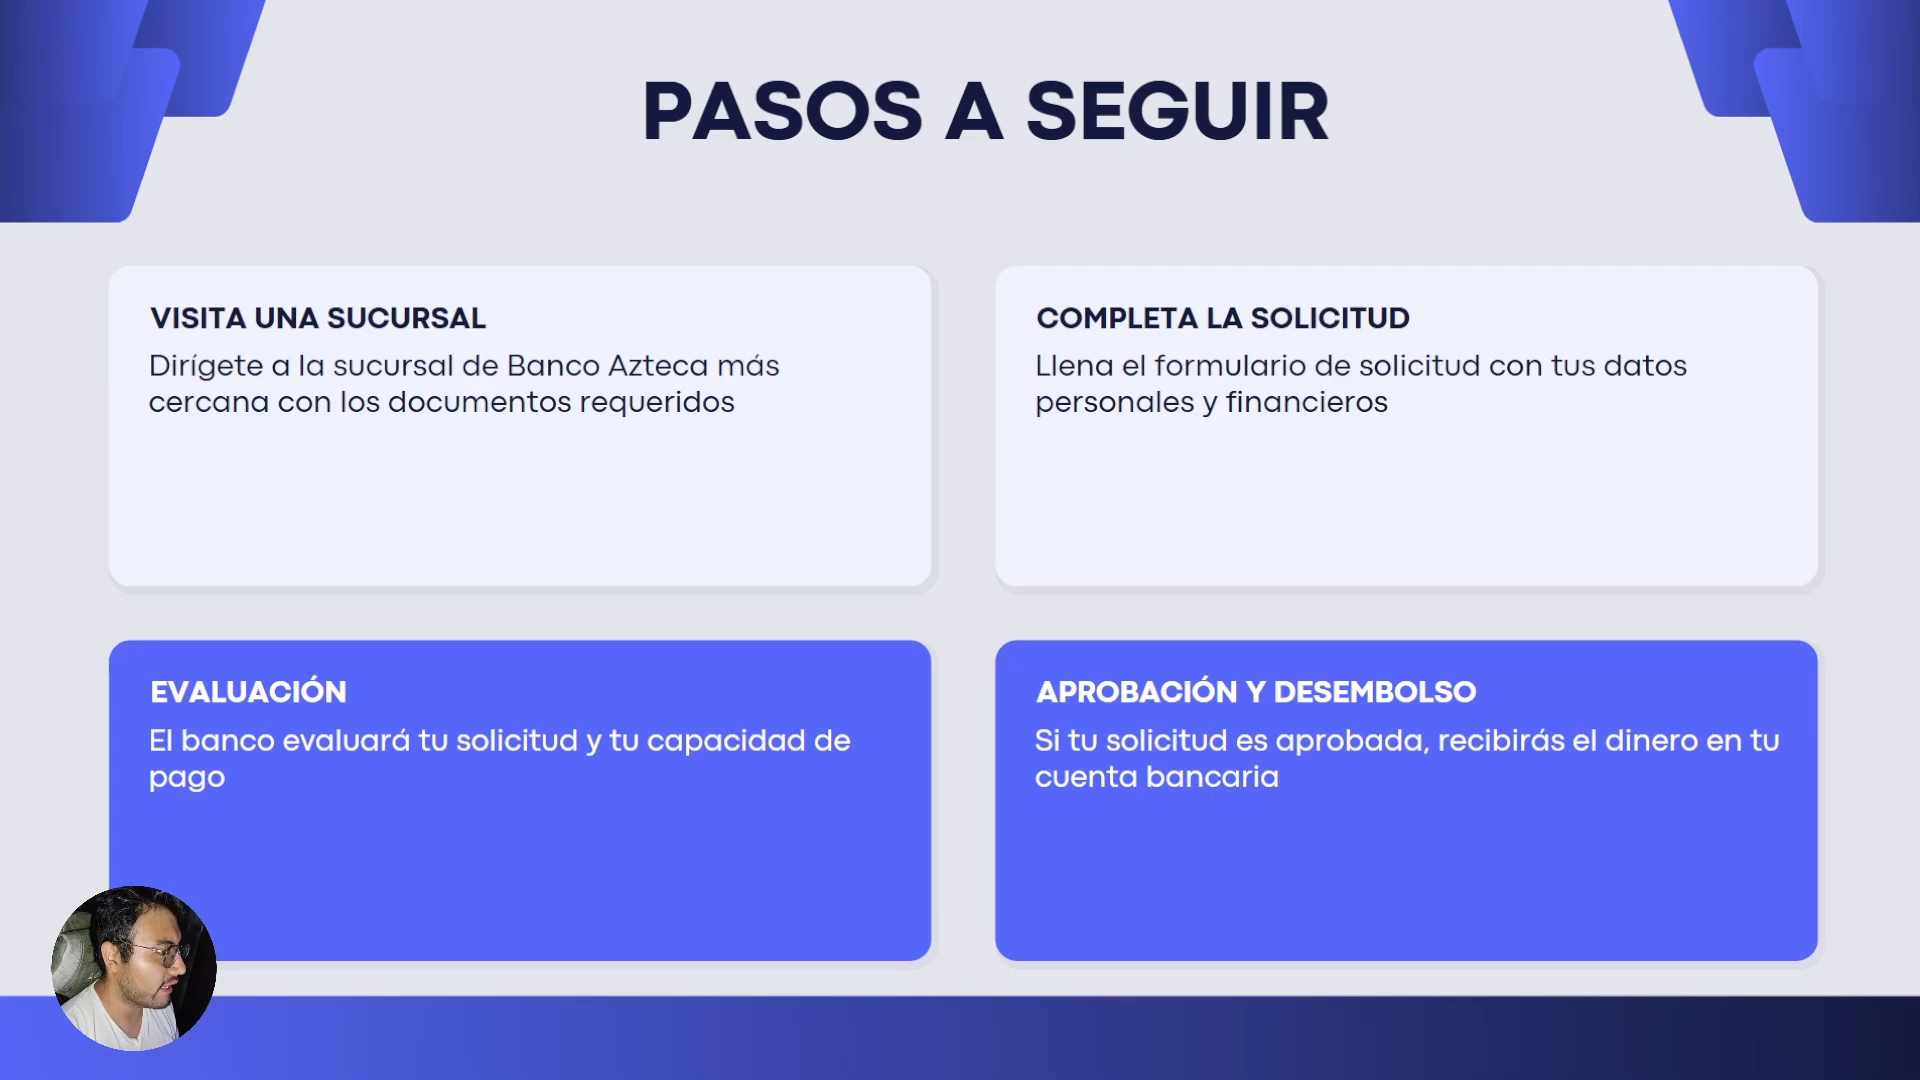 PASOS A SEGUIR
VISITA UNA SUCURSAL
Dirígete a la sucursal de Banco Azteca más
cercana con los documentos requeridos
COMPLETA LA SOLICITUD
Llena el formulario de solicitud con tus datos
personales y financieros
EVALUACIÓN
El banco evaluará tu solicitud y tu capacidad de
pago
APROBACIÓN Y DESEMBOLSO
Si tu solicitud es aprobada, recibirás el dinero en tu
cuenta bancaria